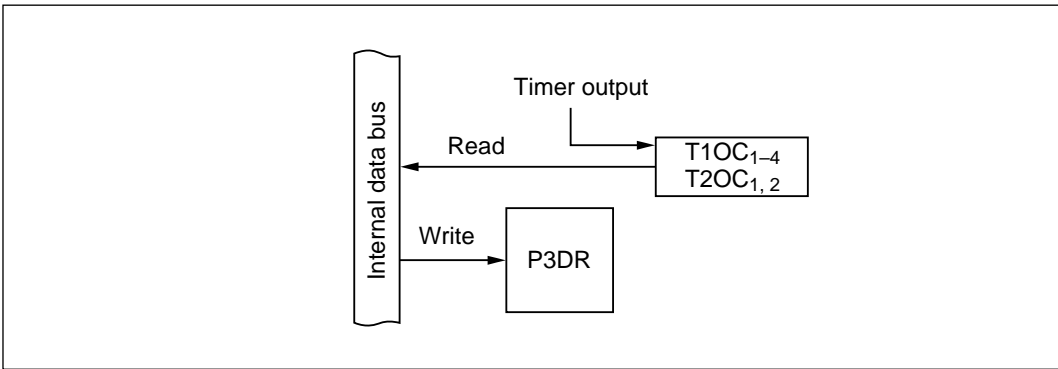 Timer output
Internal data bus
Read
T1OC1–4
T2OC1, 2
Write
P3DR